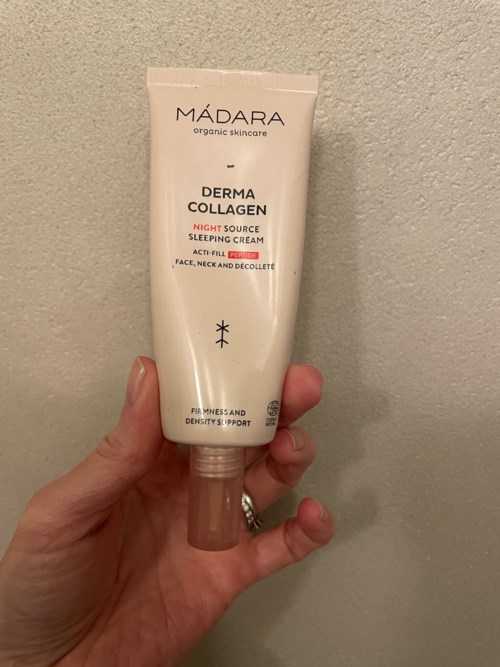 MÁDARA
organic skincare
DERMA
COLLAGEN
NIGHT SOURCE
SLEEPING CREAM
ACTI-FILL PEPTIDE
FACE, NECK AND DÉCOLLETÉ
FIRMNESS AND
DENSITY SUPPORT